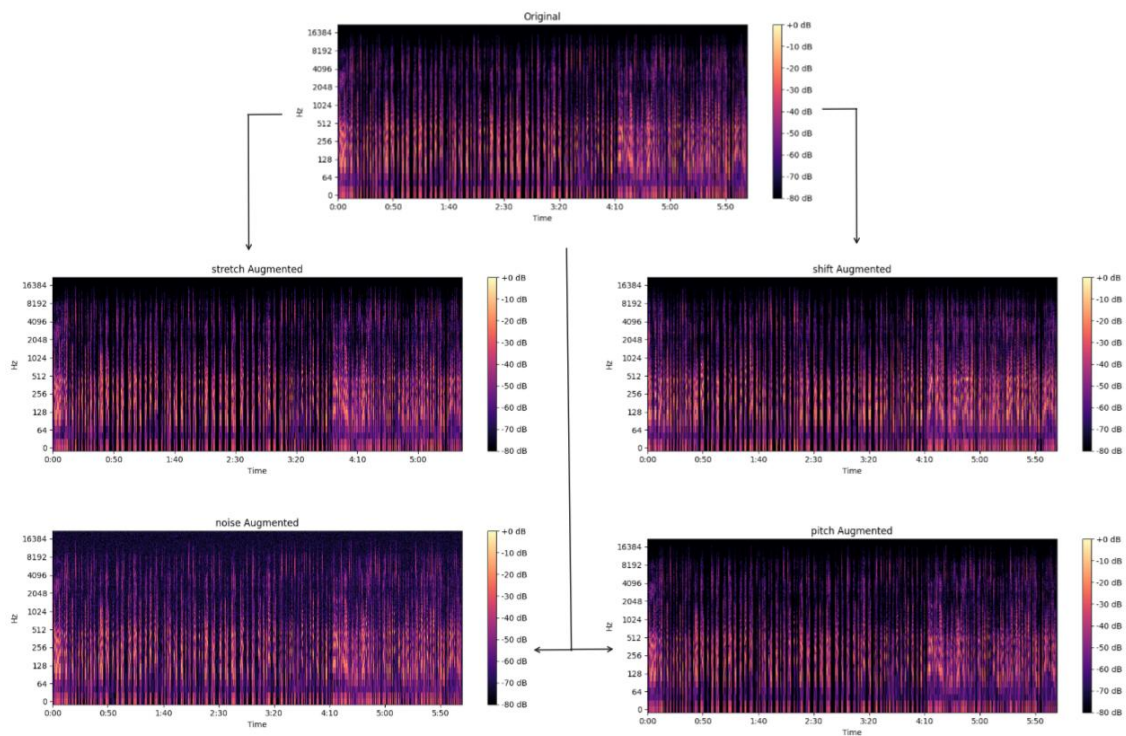 Original
16384
8192
4096
2048
1024
512
256
128
64
0
Hz
0:00 0:50 1:40 2:30 3:20 4:10 5:00 5:50
Time
+0 dB
-10 dB
-20 dB
-30 dB
-40 dB
-50 dB
-60 dB
-70 dB
-80 dB
stretch Augmented
16384
8192
4096
2048
1024
512
256
128
64
0
Hz
0:00 0:50 1:40 2:30 3:20 4:10 5:00
Time
+0 dB
-10 dB
-20 dB
-30 dB
-40 dB
-50 dB
-60 dB
-70 dB
-80 dB
shift Augmented
16384
8192
4096
2048
1024
512
256
128
64
0
Hz
0:00 0:50 1:40 2:30 3:20 4:10 5:00 5:50
Time
+0 dB
-10 dB
-20 dB
-30 dB
-40 dB
-50 dB
-60 dB
-70 dB
-80 dB
noise Augmented
16384
8192
4096
2048
1024
512
256
128
64
0
Hz
0:00 0:50 1:40 2:30 3:20 4:10 5:00 5:50
Time
+0 dB
-10 dB
-20 dB
-30 dB
-40 dB
-50 dB
-60 dB
-70 dB
-80 dB
pitch Augmented
16384
8192
4096
2048
1024
512
256
128
64
0
Hz
0:00 0:50 1:40 2:30 3:20 4:10 5:00 5:50
Time
+0 dB
-10 dB
-20 dB
-30 dB
-40 dB
-50 dB
-60 dB
-70 dB
-80 dB